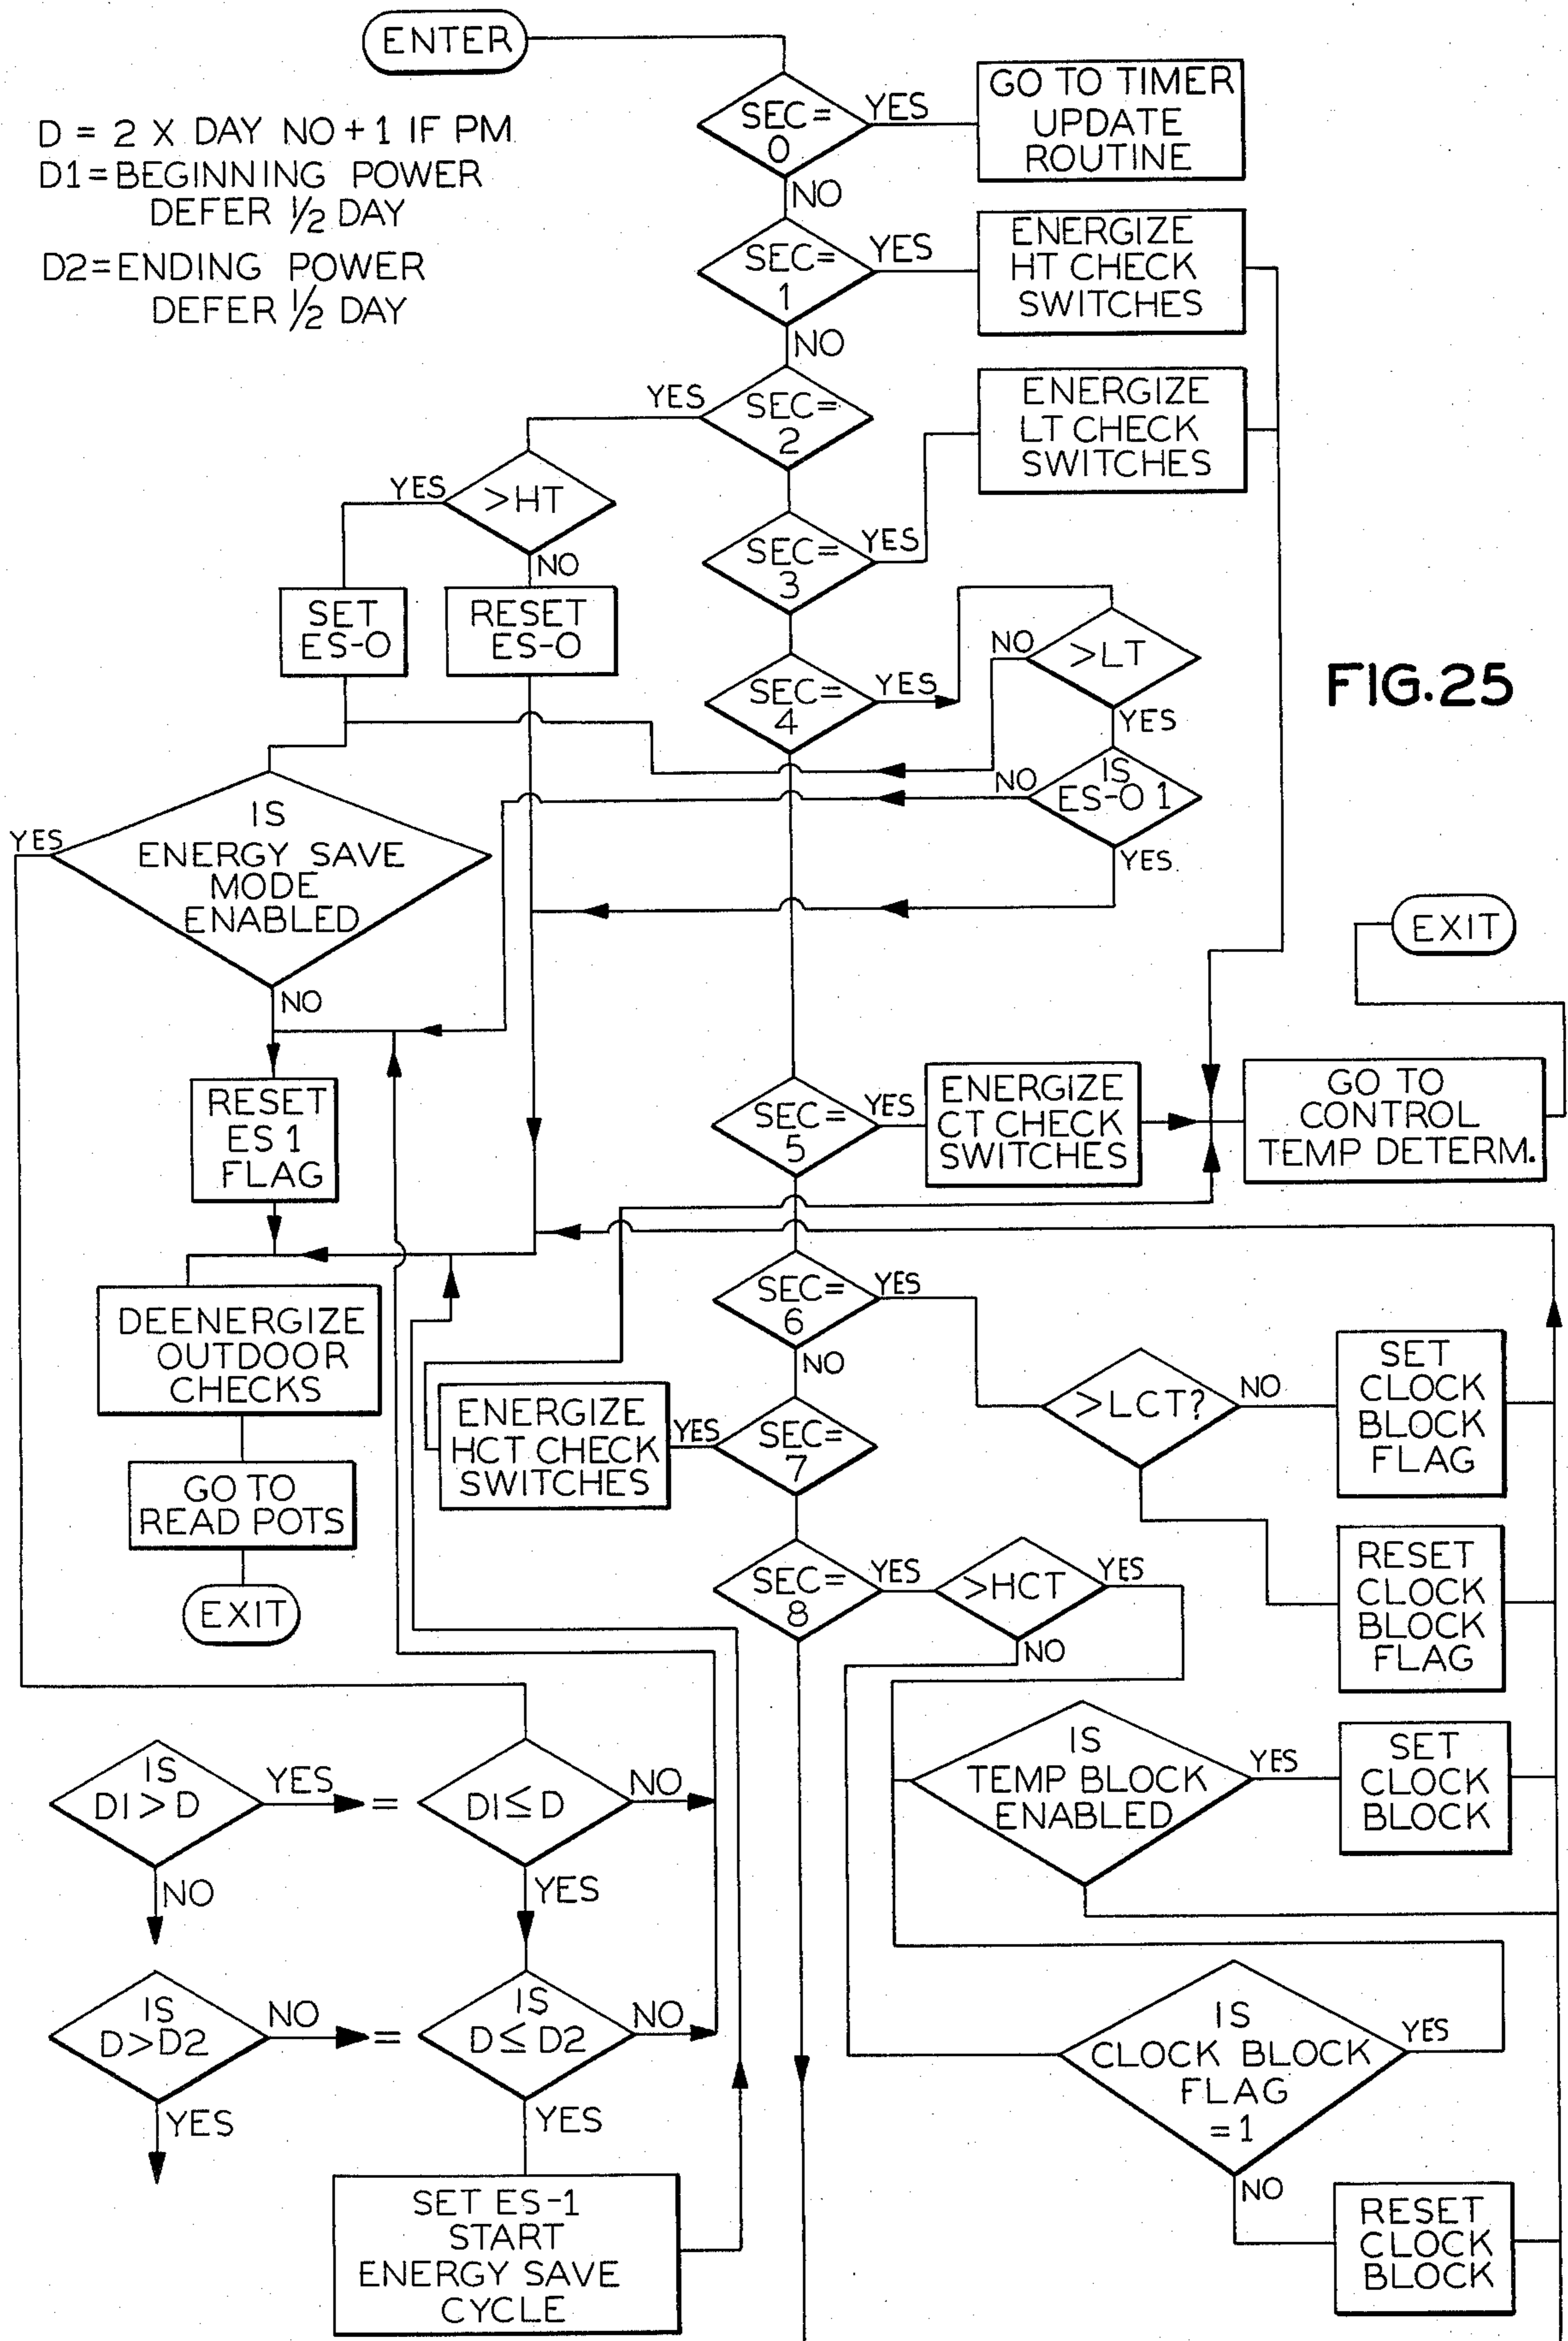 ENTER
D = 2 X DAY NO + 1 IF PM
D1 = BEGINNING POWER
DEFER 1/2 DAY
D2 = ENDING POWER
DEFER 1/2 DAY
SEC =
0
YES
GO TO TIMER
UPDATE
ROUTINE
NO
SEC =
1
YES
ENERGIZE
HT CHECK
SWITCHES
NO
SEC =
2
YES
>HT
YES
NO
SET
ES-O
RESET
ES-O
SEC =
3
YES
ENERGIZE
LT CHECK
SWITCHES
SEC =
4
YES
>LT
NO
YES
IS
ES-O 1
NO
YES.
FIG.25
IS
ENERGY SAVE
MODE
ENABLED
YES
NO
RESET
ES 1
FLAG
DEENERGIZE
OUTDOOR
CHECKS
GO TO
READ POTS
EXIT
SEC =
5
YES
ENERGIZE
CT CHECK
SWITCHES
GO TO
CONTROL
TEMP DETERM.
EXIT
SEC=
6
YES
NO
>LCT?
NO
SET
CLOCK
BLOCK
FLAG
RESET
CLOCK
BLOCK
FLAG
SEC=
7
YES
ENERGIZE
HCT CHECK
SWITCHES
SEC=
8
YES
>HCT
YES
NO
IS
TEMP BLOCK
ENABLED
YES
SET
CLOCK
BLOCK
IS
CLOCK BLOCK
FLAG
= 1
YES
NO
RESET
CLOCK
BLOCK
IS
D1 > D
YES
=
D1 ≤ D
NO
NO
YES
IS
D > D2
NO
=
IS
D ≤ D2
NO
YES
YES
SET ES-1
START
ENERGY SAVE
CYCLE